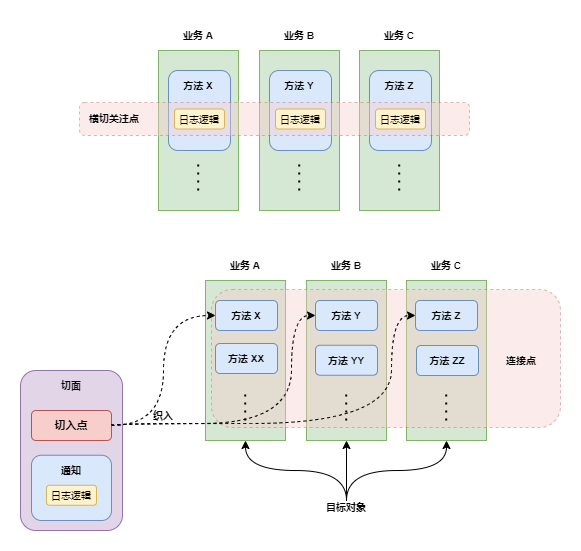 业务 A
业务 B
业务 C
方法 X
方法 Y
方法 Z
横切关注点
日志逻辑
日志逻辑
日志逻辑
业务 A
业务 B
业务 C
方法 X
方法 Y
方法 Z
方法 XX
方法 YY
方法 ZZ
连接点
切面
织入
切入点
通知
日志逻辑
目标对象